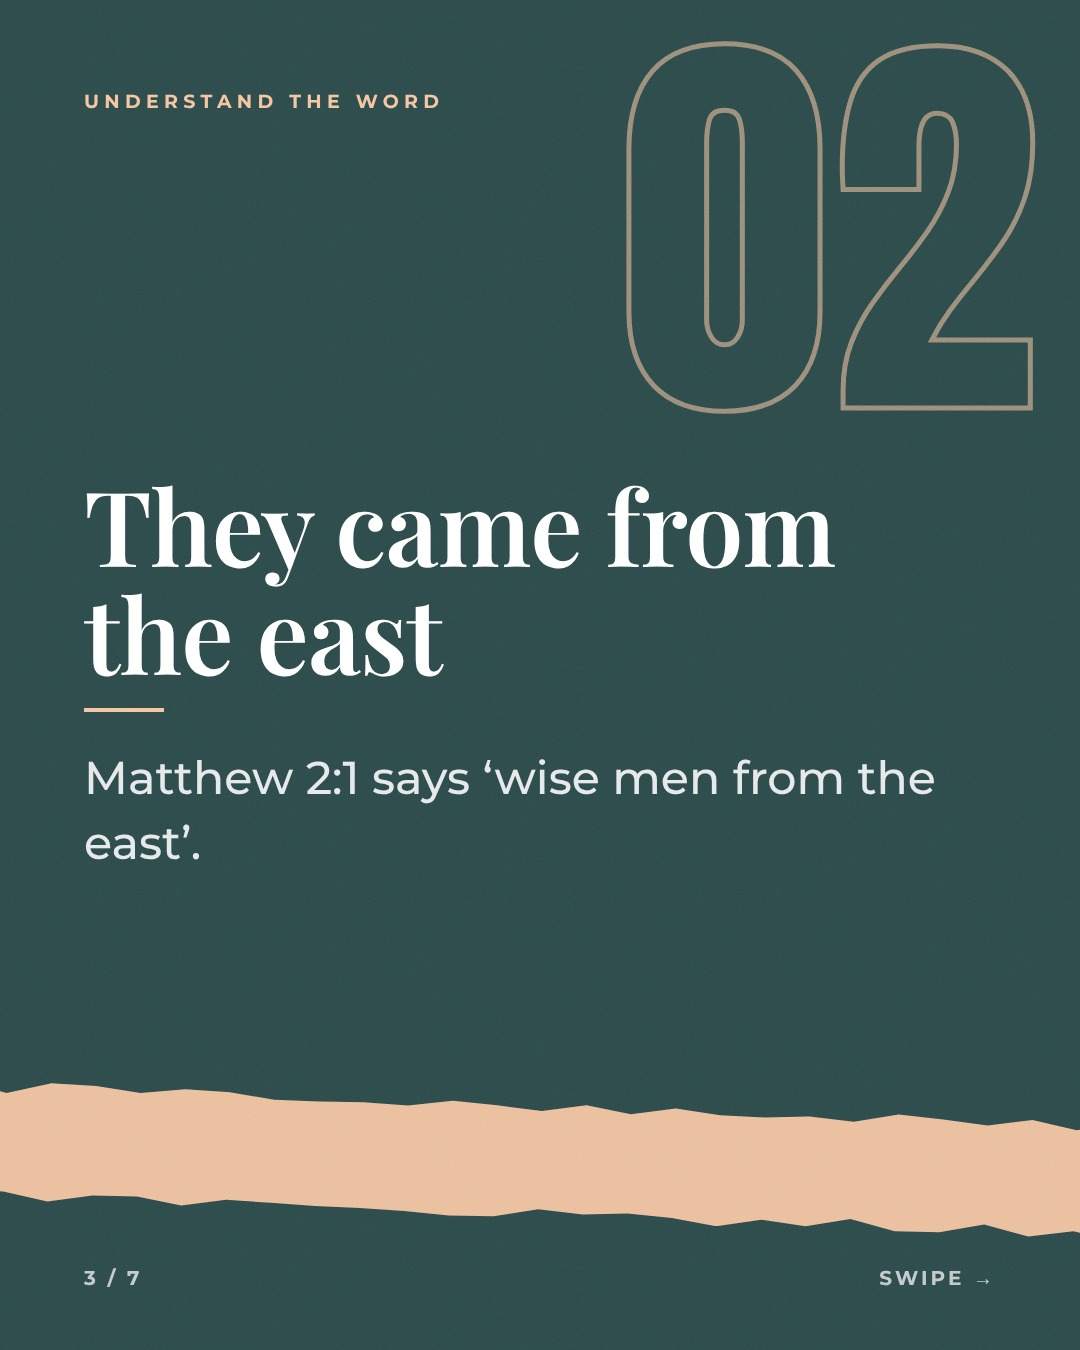 UNDERSTAND THE WORD
02
They came from
the east
Matthew 2:1 says ‘wise men from the
east’.
3 / 7
SWIPE →